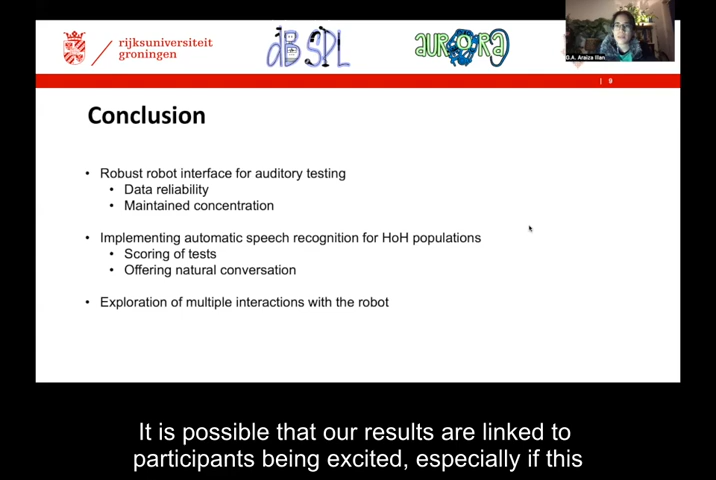 rijksuniversiteit
groningen
dB SPL
AURORA
G.A. Araiza Illan
| 9
Conclusion
• Robust robot interface for auditory testing
• Data reliability
• Maintained concentration
• Implementing automatic speech recognition for HoH populations
• Scoring of tests
• Offering natural conversation
• Exploration of multiple interactions with the robot
It is possible that our results are linked to
participants being excited, especially if this